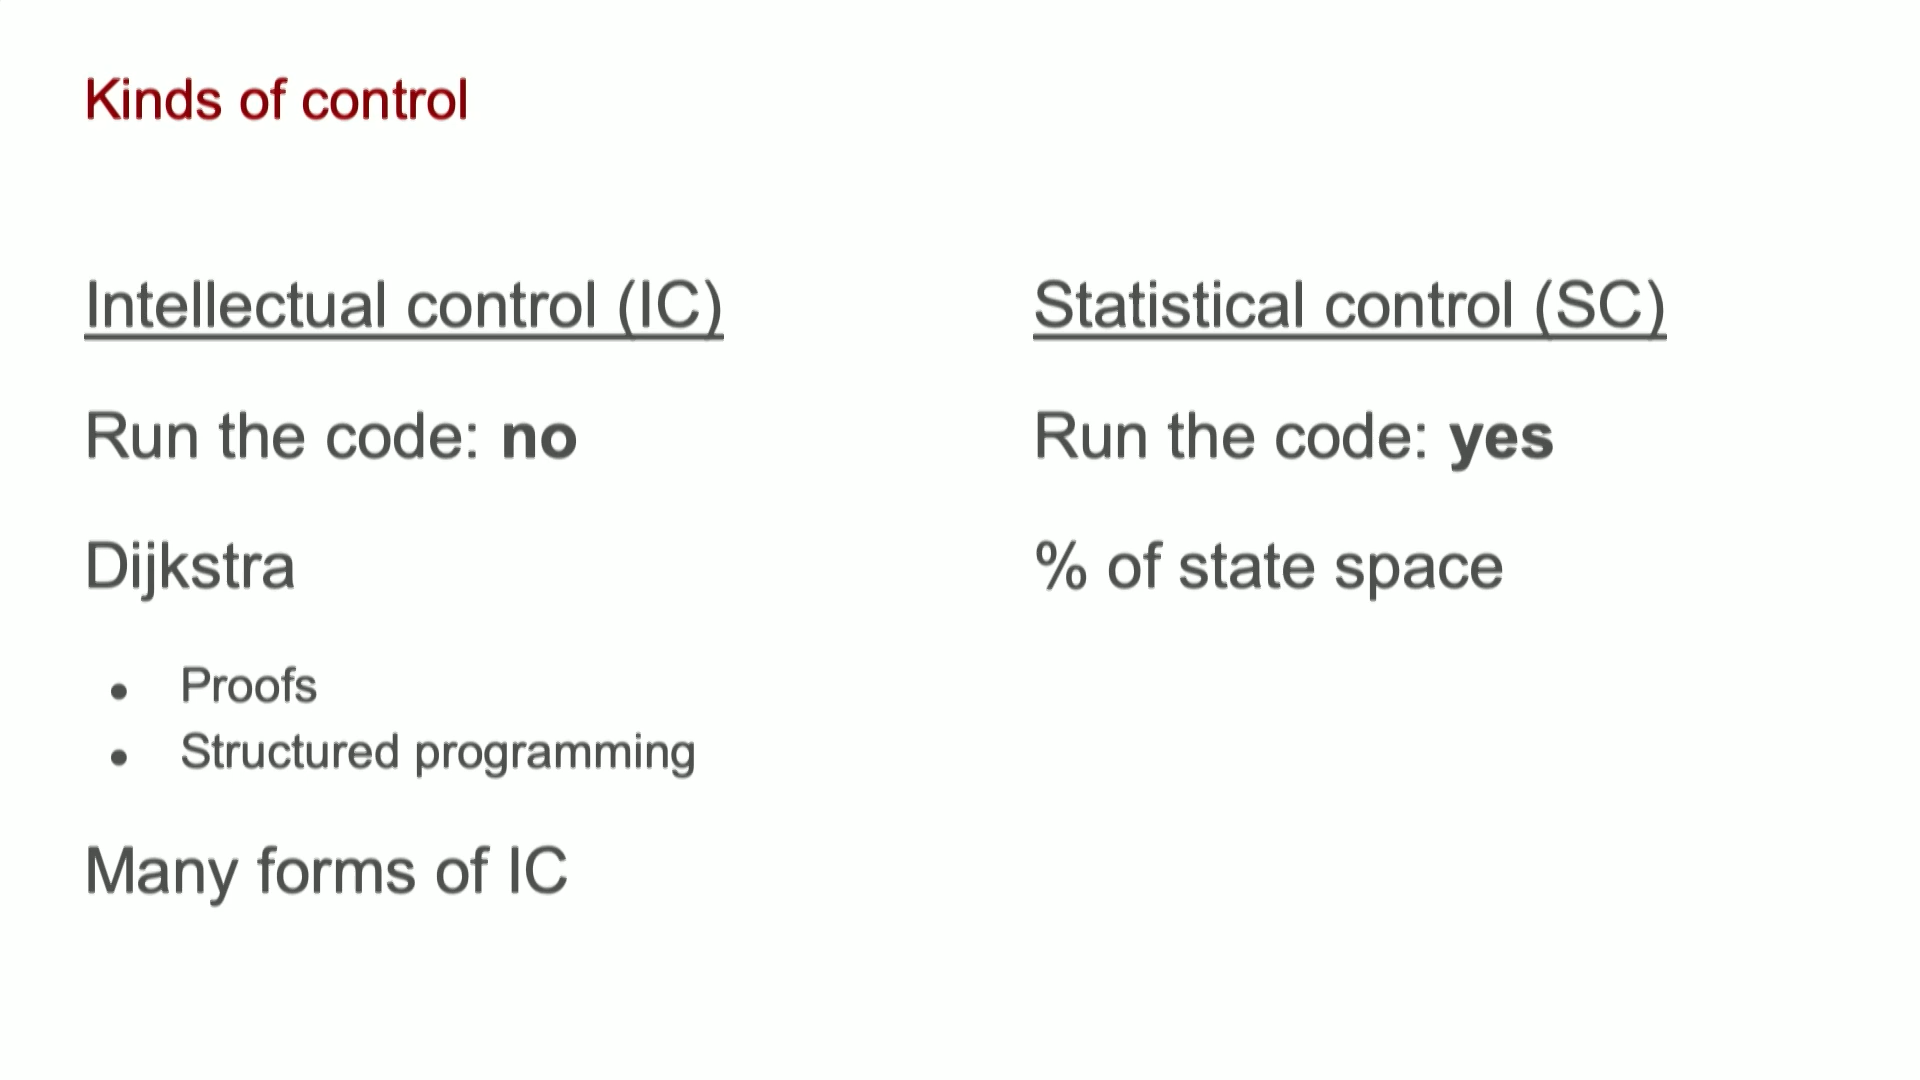 Kinds of control
Intellectual control (IC)
Run the code: no
Dijkstra
• Proofs
• Structured programming
Many forms of IC
Statistical control (SC)
Run the code: yes
% of state space